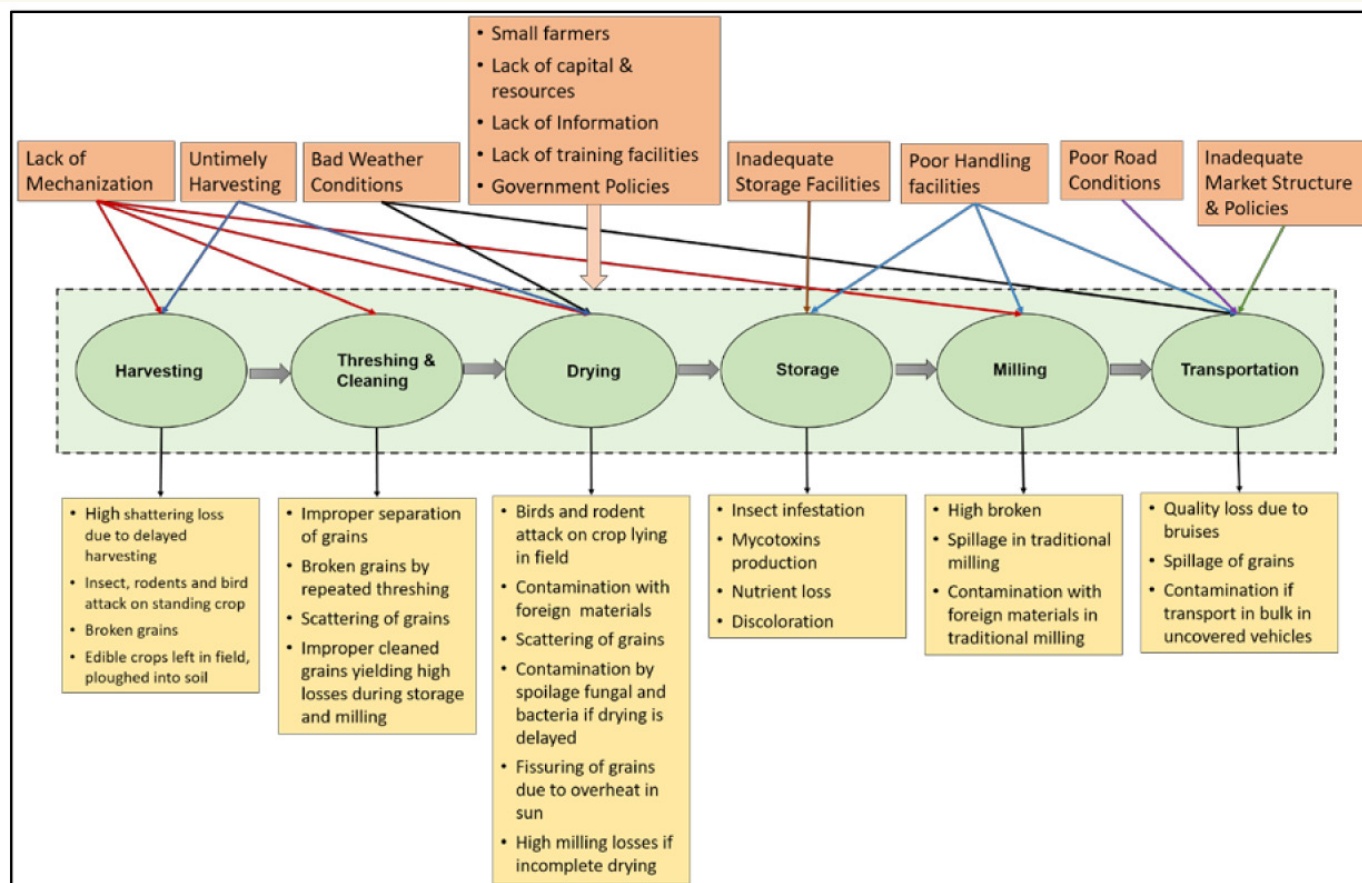 • Small farmers
• Lack of capital &
resources
• Lack of Information
• Lack of training facilities
• Government Policies
Lack of
Mechanization
Untimely
Harvesting
Bad Weather
Conditions
Inadequate
Storage Facilities
Poor Handling
facilities
Poor Road
Conditions
Inadequate
Market Structure
& Policies
Harvesting
Threshing &
Cleaning
Drying
Storage
Milling
Transportation
• High shattering loss
due to delayed
harvesting
• Insect, rodents and bird
attack on standing crop
• Broken grains
• Edible crops left in field,
ploughed into soil
• Improper separation
of grains
• Broken grains by
repeated threshing
• Scattering of grains
• Improper cleaned
grains yielding high
losses during storage
and milling
• Birds and rodent
attack on crop lying
in field
• Contamination with
foreign materials
• Scattering of grains
• Contamination by
spoilage fungal and
bacteria if drying is
delayed
• Fissuring of grains
due to overheat in
sun
• High milling losses if
incomplete drying
• Insect infestation
• Mycotoxins
production
• Nutrient loss
• Discoloration
• High broken
• Spillage in traditional
milling
• Contamination with
foreign materials in
traditional milling
• Quality loss due to
bruises
• Spillage of grains
• Contamination if
transport in bulk in
uncovered vehicles